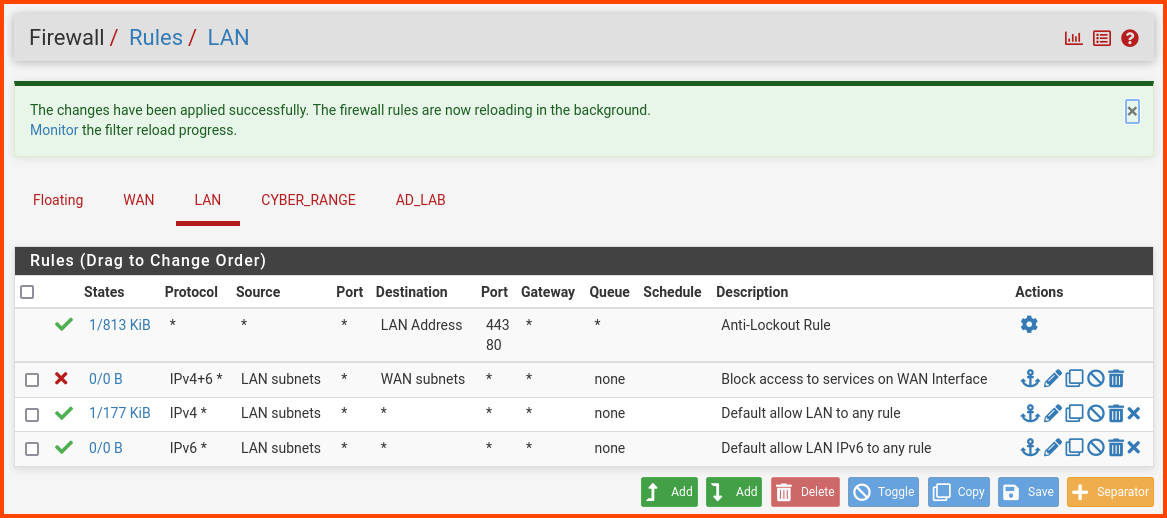 Firewall / Rules / LAN
The changes have been applied successfully. The firewall rules are now reloading in the background.
Monitor the filter reload progress.
Floating WAN LAN CYBER_RANGE AD_LAB
Rules (Drag to Change Order)
States Protocol Source Port Destination Port Gateway Queue Schedule Description Actions
1/813 KiB * * * LAN Address 443 * * Anti-Lockout Rule
80
0/0 B IPv4+6 * LAN subnets * WAN subnets * * none Block access to services on WAN Interface
1/177 KiB IPv4 * LAN subnets * * * * none Default allow LAN to any rule
0/0 B IPv6 * LAN subnets * * * * none Default allow LAN IPv6 to any rule
Add Add Delete Toggle Copy Save Separator